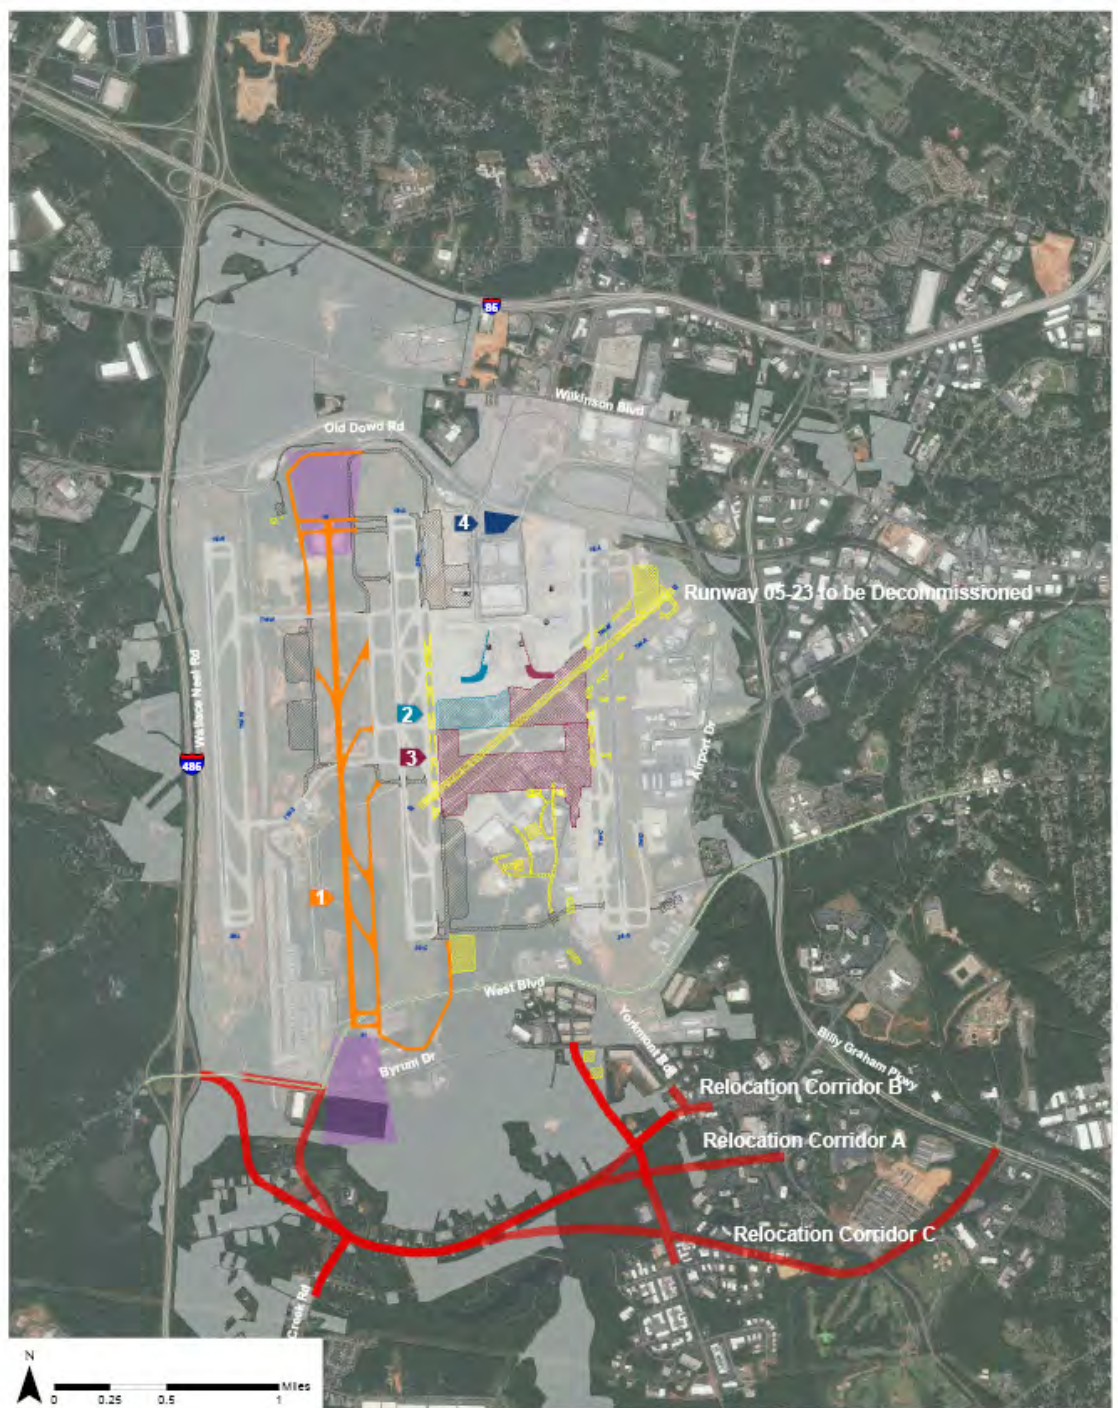 85
Wilkinson Blvd
Old Dowd Rd
4
Runway 05-23 to be Decommissioned
Wallace Neel Rd
2
3
485
Airport Dr
1
West Blvd
Yorkmont Rd
Billy Graham Pkwy
Byrum Dr
Relocation Corridor B
Relocation Corridor A
Relocation Corridor C
Creek Rd
N
0 0.25 0.5 1 Miles